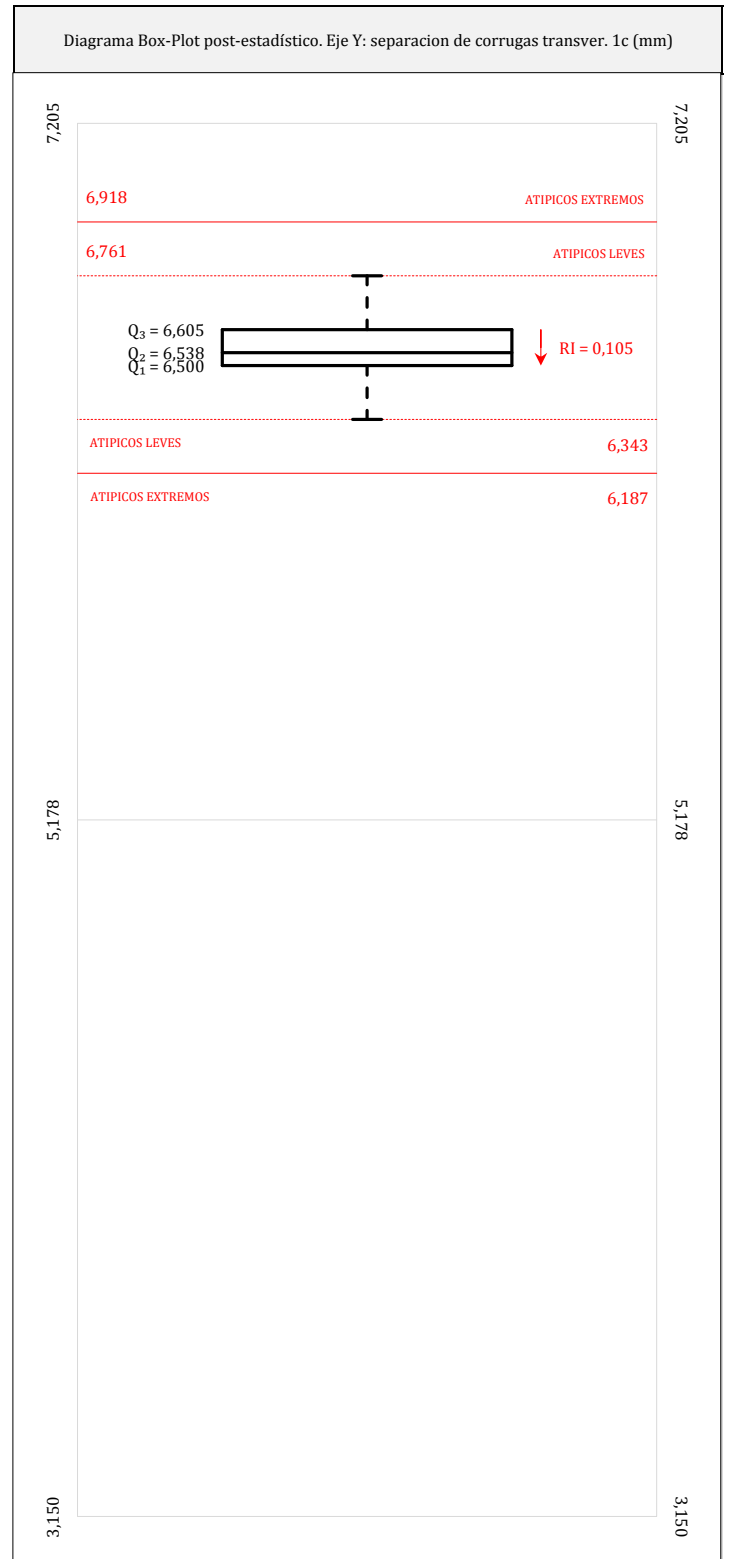 Diagrama Box-Plot post-estadístico. Eje Y: separacion de corrugas transver. 1c (mm)
7,205
7,205
6,918
ATIPICOS EXTREMOS
6,761
ATIPICOS LEVES
Q₃ = 6,605
Q₂ = 6,538
Q₁ = 6,500
RI = 0,105
ATIPICOS LEVES
6,343
ATIPICOS EXTREMOS
6,187
5,178
5,178
3,150
3,150